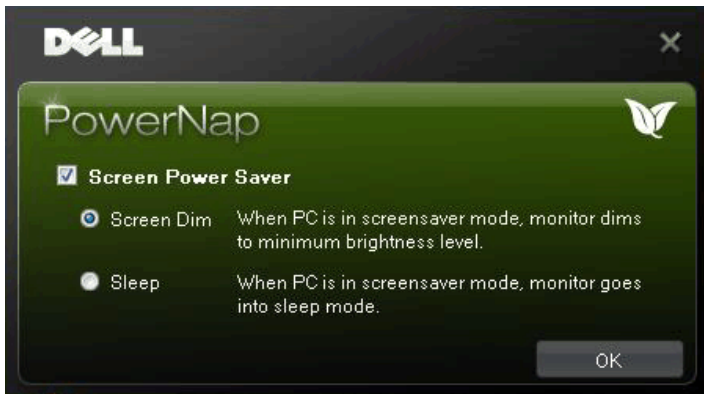 DELL
PowerNap
Screen Power Saver
Screen Dim When PC is in screensaver mode, monitor dims
to minimum brightness level.
Sleep When PC is in screensaver mode, monitor goes
into sleep mode.
OK